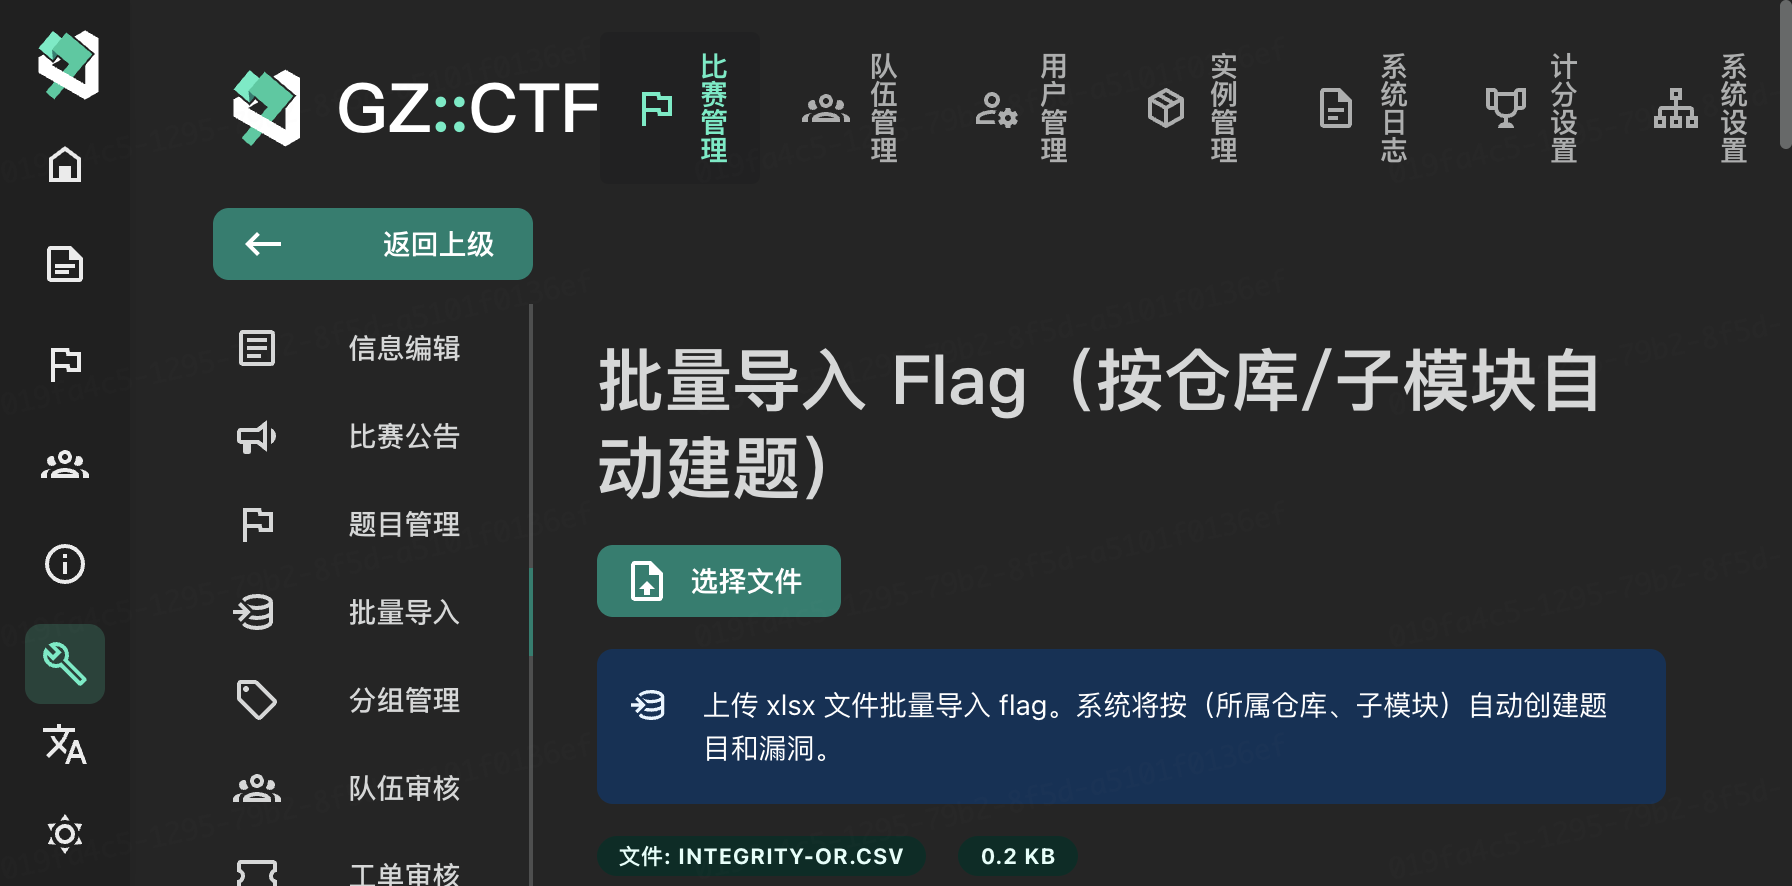 GZ::CTF
比赛管理
队伍管理
用户管理
实例管理
系统日志
计分设置
系统设置
返回上级
信息编辑
比赛公告
题目管理
批量导入
分组管理
队伍审核
工单审核
批量导入 Flag（按仓库/子模块自
动建题）
选择文件
上传 xlsx 文件批量导入 flag。系统将按（所属仓库、子模块）自动创建题
目和漏洞。
文件: INTEGRITY-OR.CSV
0.2 KB